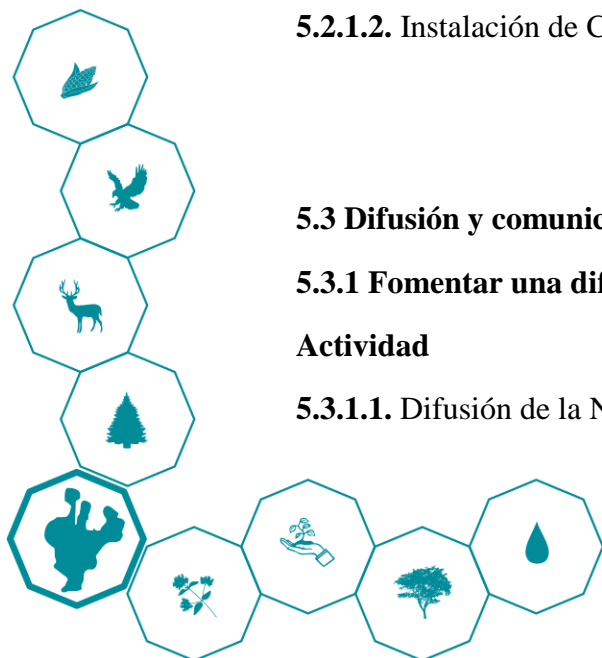 5.2.1.2. Instalación de C
5.3 Difusión y comunic
5.3.1 Fomentar una dif
Actividad
5.3.1.1. Difusión de la N